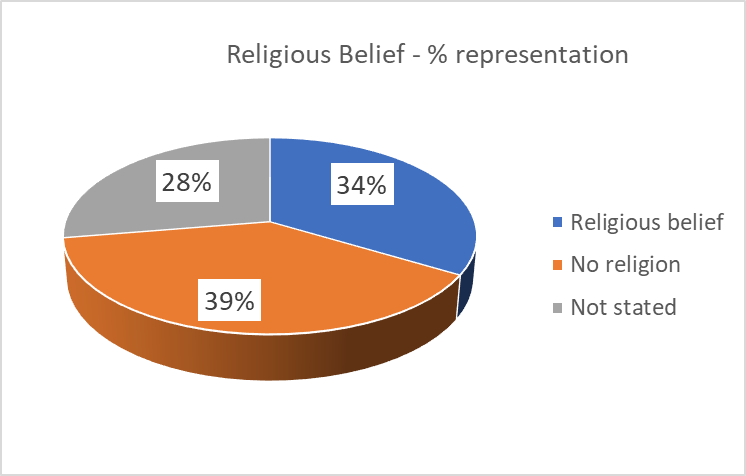 Religious Belief - % representation
28%
34%
39%
Religious belief
No religion
Not stated